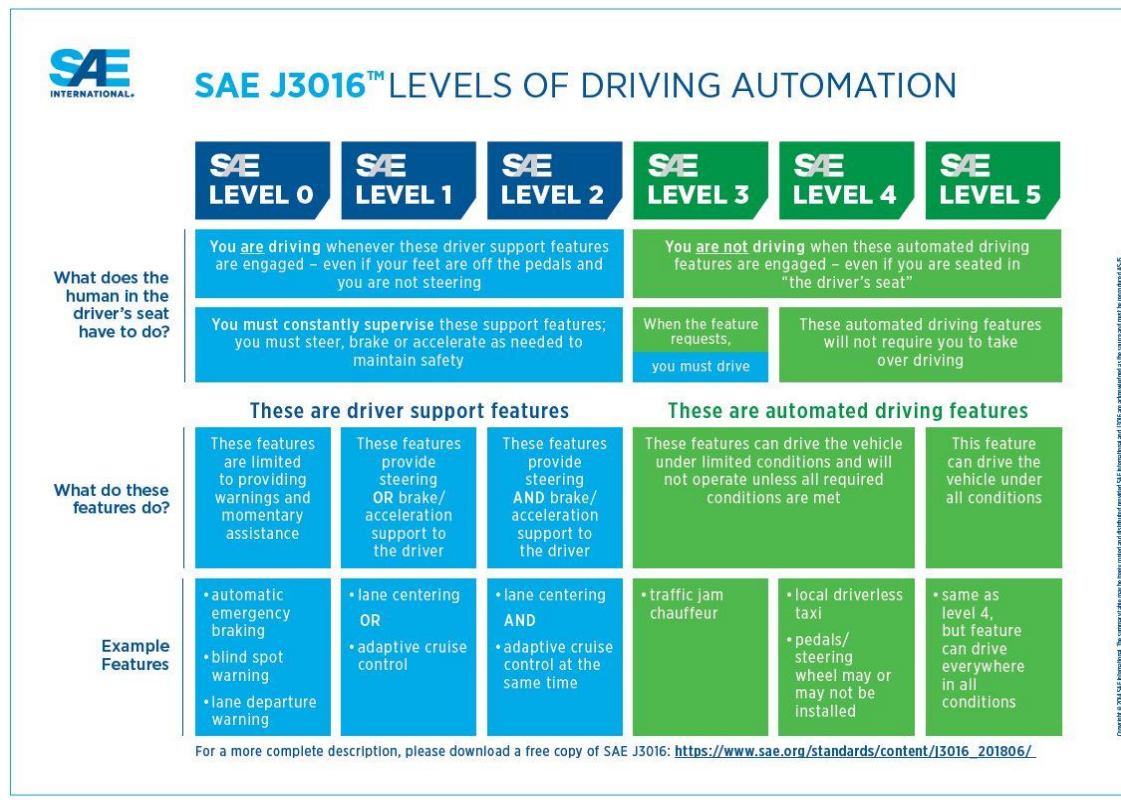 SAE
INTERNATIONAL®
SAE J3016™ LEVELS OF DRIVING AUTOMATION
SAE
LEVEL 0
SAE
LEVEL 1
SAE
LEVEL 2
SAE
LEVEL 3
SAE
LEVEL 4
SAE
LEVEL 5
What does the
human in the
driver's seat
have to do?
You are driving whenever these driver support features
are engaged – even if your feet are off the pedals and
you are not steering
You are not driving when these automated driving
features are engaged – even if you are seated in
“the driver's seat”
You must constantly supervise these support features;
you must steer, brake or accelerate as needed to
maintain safety
When the feature
requests,
you must drive
These automated driving features
will not require you to take
over driving
These are driver support features
These are automated driving features
What do these
features do?
These features
are limited
to providing
warnings and
momentary
assistance
These features
provide
steering
OR brake/
acceleration
support to
the driver
These features
provide
steering
AND brake/
acceleration
support to
the driver
These features can drive the vehicle
under limited conditions and will
not operate unless all required
conditions are met
This feature
can drive the
vehicle under
all conditions
Example
Features
• automatic
emergency
braking
• blind spot
warning
• lane departure
warning
• lane centering
OR
• adaptive cruise
control
• lane centering
AND
• adaptive cruise
control at the
same time
• traffic jam
chauffeur
• local driverless
taxi
• pedals/
steering
wheel may or
may not be
installed
• same as
level 4,
but feature
can drive
everywhere
in all
conditions
For a more complete description, please download a free copy of SAE J3016: https://www.sae.org/standards/content/j3016_201806/